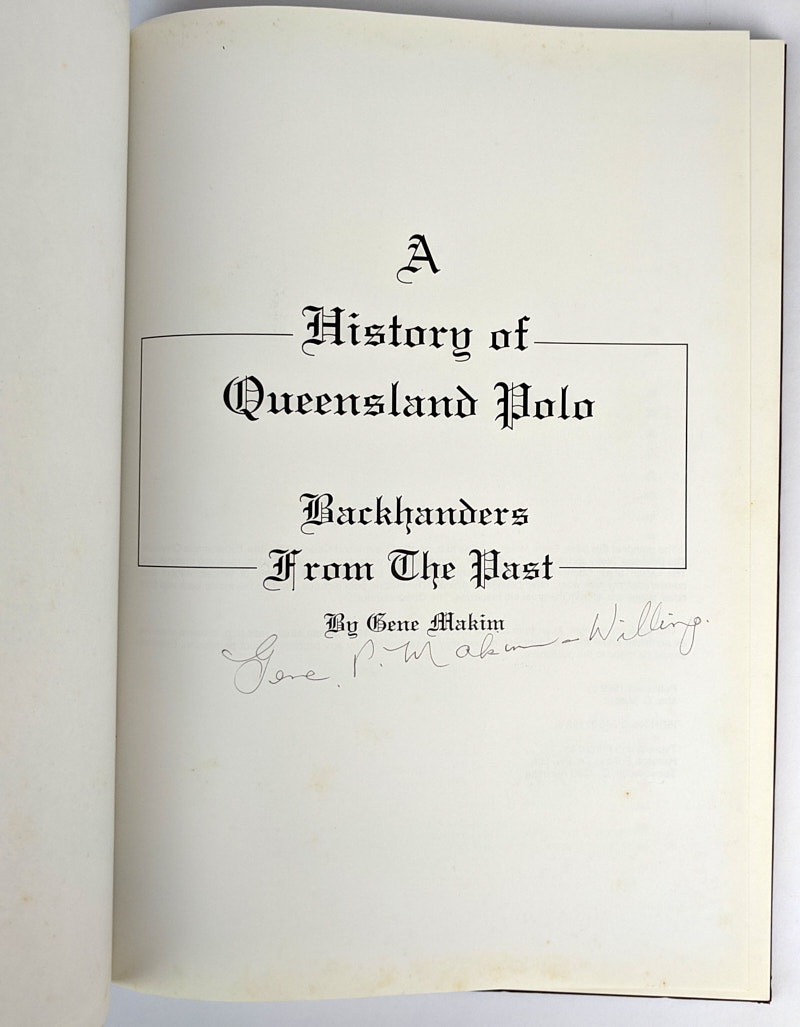 A
History of
Queensland Polo
Backhanders
From The Past
By Gene Makim
Gene. P. Makim - Willing.